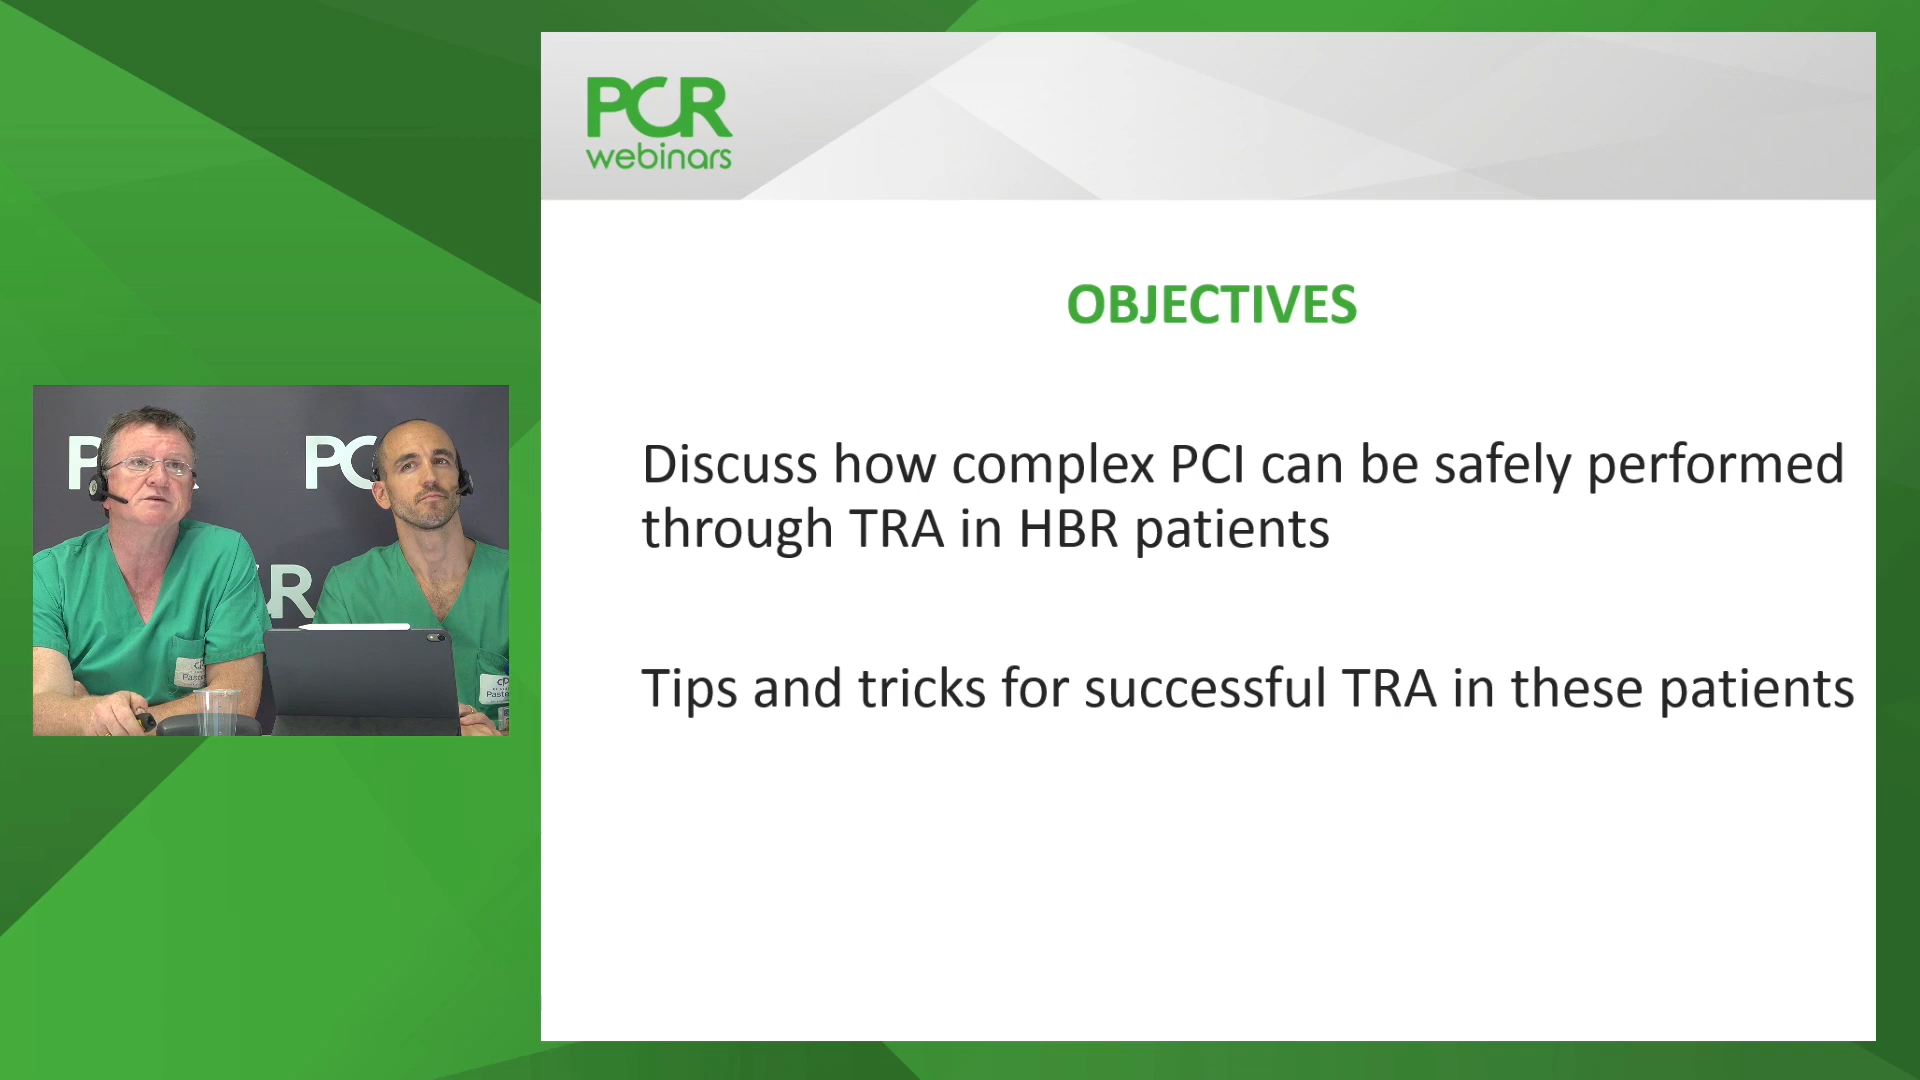 PCR
webinars
OBJECTIVES
Discuss how complex PCI can be safely performed
through TRA in HBR patients
Tips and tricks for successful TRA in these patients